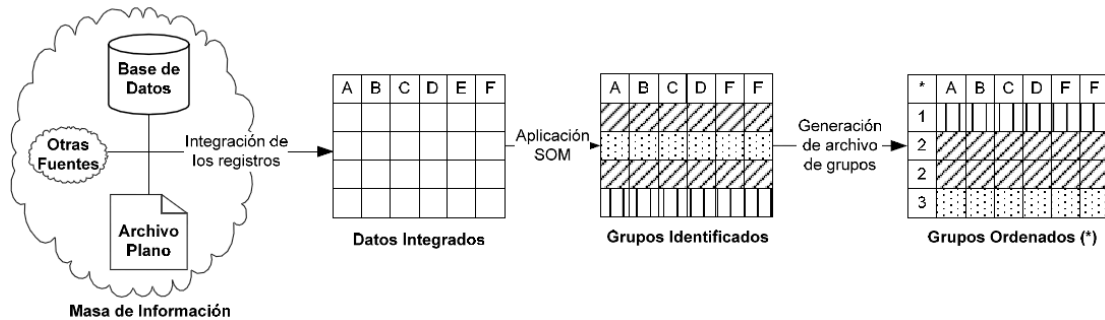 Base de
Datos
Otras
Fuentes
Archivo
Plano
Masa de Información
Integración de
los registros
A B C D E F
Datos Integrados
Aplicación
SOM
A B C D F F
Grupos Identificados
Generación
de archivo
de grupos
* A B C D F F
1
2
2
3
Grupos Ordenados (*)